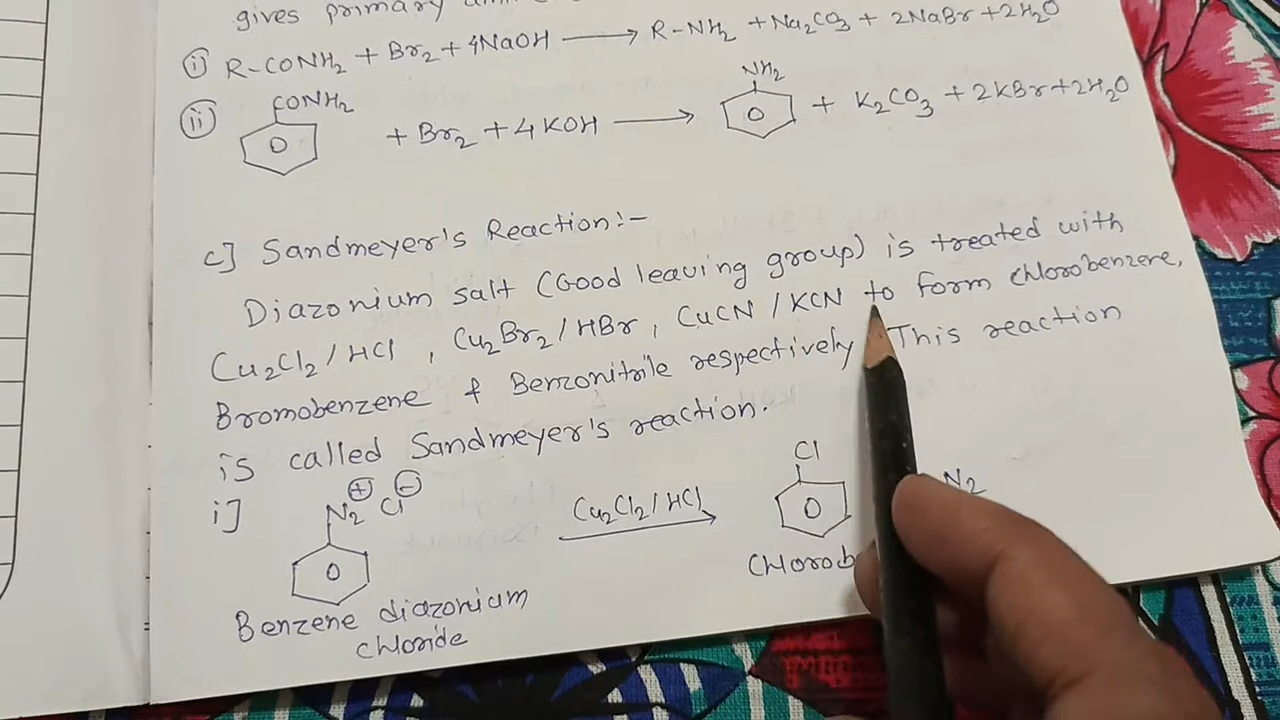 gives primary
(i) R-CONH₂ + Br₂ + 4NaOH ⟶ R-NH₂ + Na₂CO₃ + 2NaBr + 2H₂O
(ii) CONH₂ + Br₂ + 4KOH ⟶ NH₂ + K₂CO₃ + 2KBr + 2H₂O
c] Sandmeyer's Reaction:-
Diazonium salt (Good leaving group) is treated with
Cu₂Cl₂/HCl, Cu₂Br₂/HBr, CuCN/KCN to form chlorobenzene,
Bromobenzene & Benzonitrile respectively. This reaction
is called Sandmeyer's reaction.
i] N₂⊕ Cl⊖ Cu₂Cl₂/HCl ⟶ Cl N₂
Benzene diazonium
chloride